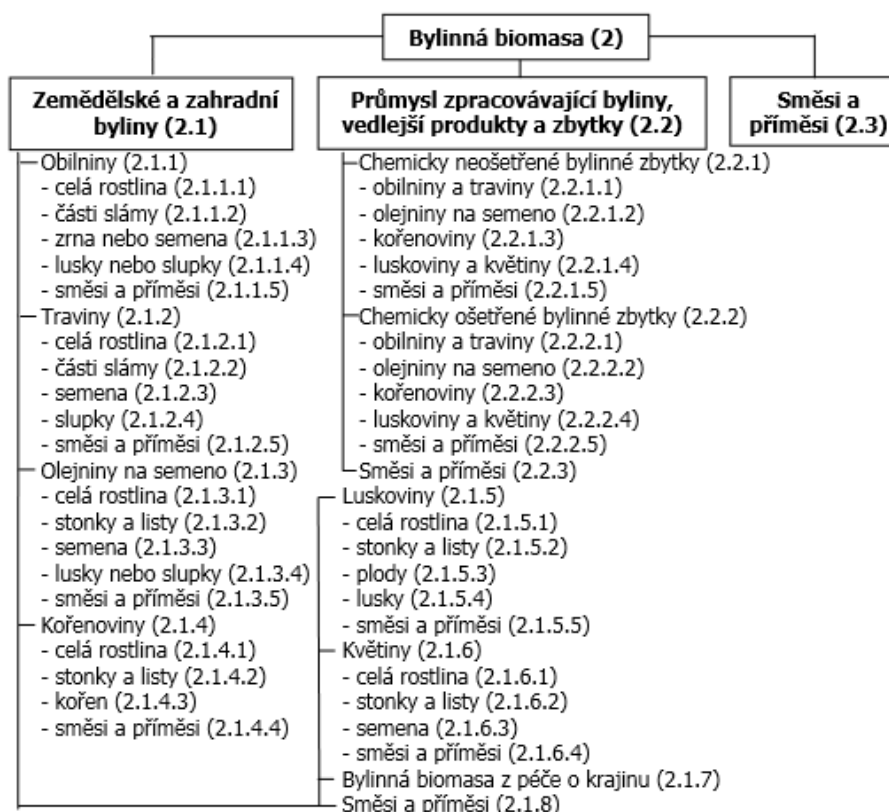 Bylinná biomasa (2)
Zemědělské a zahradní
byliny (2.1)
Obilniny (2.1.1)
- celá rostlina (2.1.1.1)
- části slámy (2.1.1.2)
- zrna nebo semena (2.1.1.3)
- lusky nebo slupky (2.1.1.4)
- směsi a příměsi (2.1.1.5)
Traviny (2.1.2)
- celá rostlina (2.1.2.1)
- části slámy (2.1.2.2)
- semena (2.1.2.3)
- slupky (2.1.2.4)
- směsi a příměsi (2.1.2.5)
Olejniny na semeno (2.1.3)
- celá rostlina (2.1.3.1)
- stonky a listy (2.1.3.2)
- semena (2.1.3.3)
- lusky nebo slupky (2.1.3.4)
- směsi a příměsi (2.1.3.5)
Kořenoviny (2.1.4)
- celá rostlina (2.1.4.1)
- stonky a listy (2.1.4.2)
- kořen (2.1.4.3)
- směsi a příměsi (2.1.4.4)
Luskoviny (2.1.5)
- celá rostlina (2.1.5.1)
- stonky a listy (2.1.5.2)
- plody (2.1.5.3)
- lusky (2.1.5.4)
- směsi a příměsi (2.1.5.5)
Květiny (2.1.6)
- celá rostlina (2.1.6.1)
- stonky a listy (2.1.6.2)
- semena (2.1.6.3)
- směsi a příměsi (2.1.6.4)
Bylinná biomasa z péče o krajinu (2.1.7)
Směsi a příměsi (2.1.8)
Průmysl zpracovávající byliny,
vedlejší produkty a zbytky (2.2)
Chemicky neošetřené bylinné zbytky (2.2.1)
- obilniny a traviny (2.2.1.1)
- olejniny na semeno (2.2.1.2)
- kořenoviny (2.2.1.3)
- luskoviny a květiny (2.2.1.4)
- směsi a příměsi (2.2.1.5)
Chemicky ošetřené bylinné zbytky (2.2.2)
- obilniny a traviny (2.2.2.1)
- olejniny na semeno (2.2.2.2)
- kořenoviny (2.2.2.3)
- luskoviny a květiny (2.2.2.4)
- směsi a příměsi (2.2.2.5)
Směsi a příměsi (2.2.3)
Směsi a
příměsi (2.3)